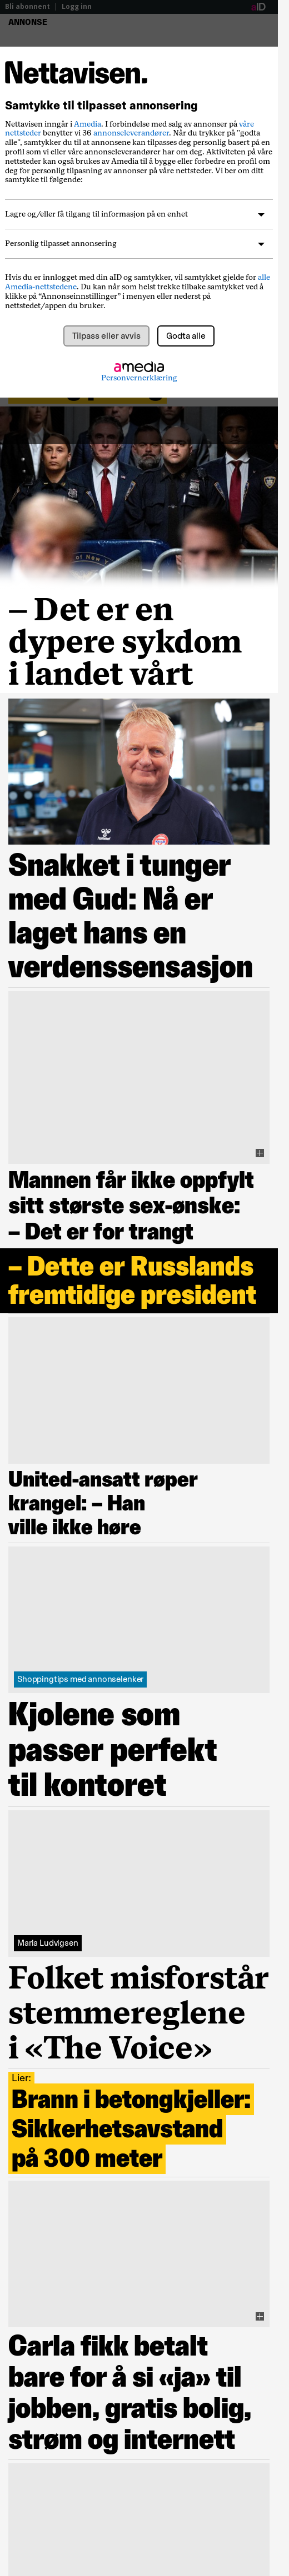 Bli abonnent | Logg inn
aID
ANNONSE
Nettavisen.
Samtykke til tilpasset annonsering
Nettavisen inngår i Amedia. I forbindelse med salg av annonser på våre
nettsteder benytter vi 36 annonseleverandører. Når du trykker på "godta
alle", samtykker du til at annonsene kan tilpasses deg personlig basert på en
profil som vi eller våre annonseleverandører har om deg. Aktiviteten på våre
nettsteder kan også brukes av Amedia til å bygge eller forbedre en profil om
deg for personlig tilpasning av annonser på våre nettsteder. Vi ber om ditt
samtykke til følgende:
Lagre og/eller få tilgang til informasjon på en enhet
Personlig tilpasset annonsering
Hvis du er innlogget med din aID og samtykker, vil samtykket gjelde for alle
Amedia-nettstedene. Du kan når som helst trekke tilbake samtykket ved å
klikke på “Annonseinnstillinger” i menyen eller nederst på
nettstedet/appen du bruker.
Tilpass eller avvis
Godta alle
amedia
Personvernerklæring
– Det er en
dypere sykdom
i landet vårt
Snakket i tunger
med Gud: Nå er
laget hans en
verdenssensasjon
Mannen får ikke oppfylt
sitt største sex-ønske:
– Det er for trangt
– Dette er Russlands
fremtidige president
United-ansatt røper
krangel: – Han
ville ikke høre
Shoppingtips med annonselenker
Kjolene som
passer perfekt
til kontoret
Maria Ludvigsen
Folket misforstår
stemmereglene
i «The Voice»
Lier:
Brann i betongkjeller:
Sikkerhetsavstand
på 300 meter
Carla fikk betalt
bare for å si «ja» til
jobben, gratis bolig,
strøm og internett